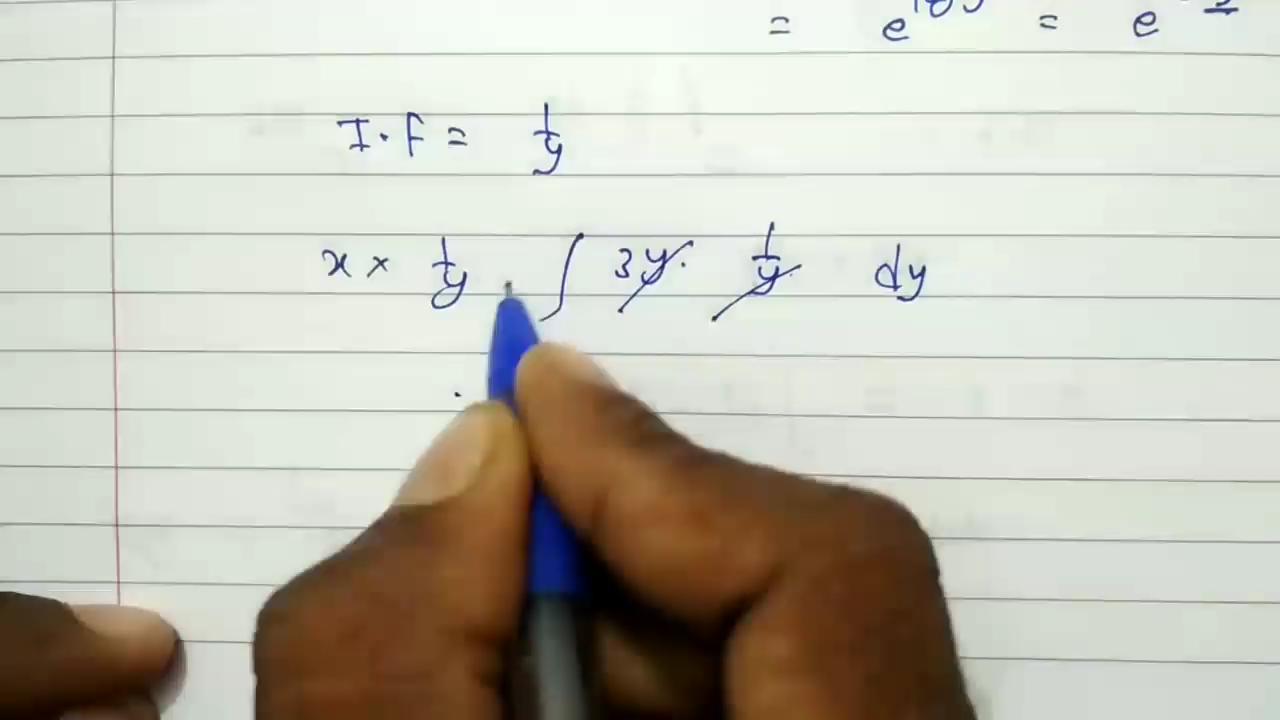 = e = e
I·F = 1/y
x × 1/y ∫ 3y· 1/y dy